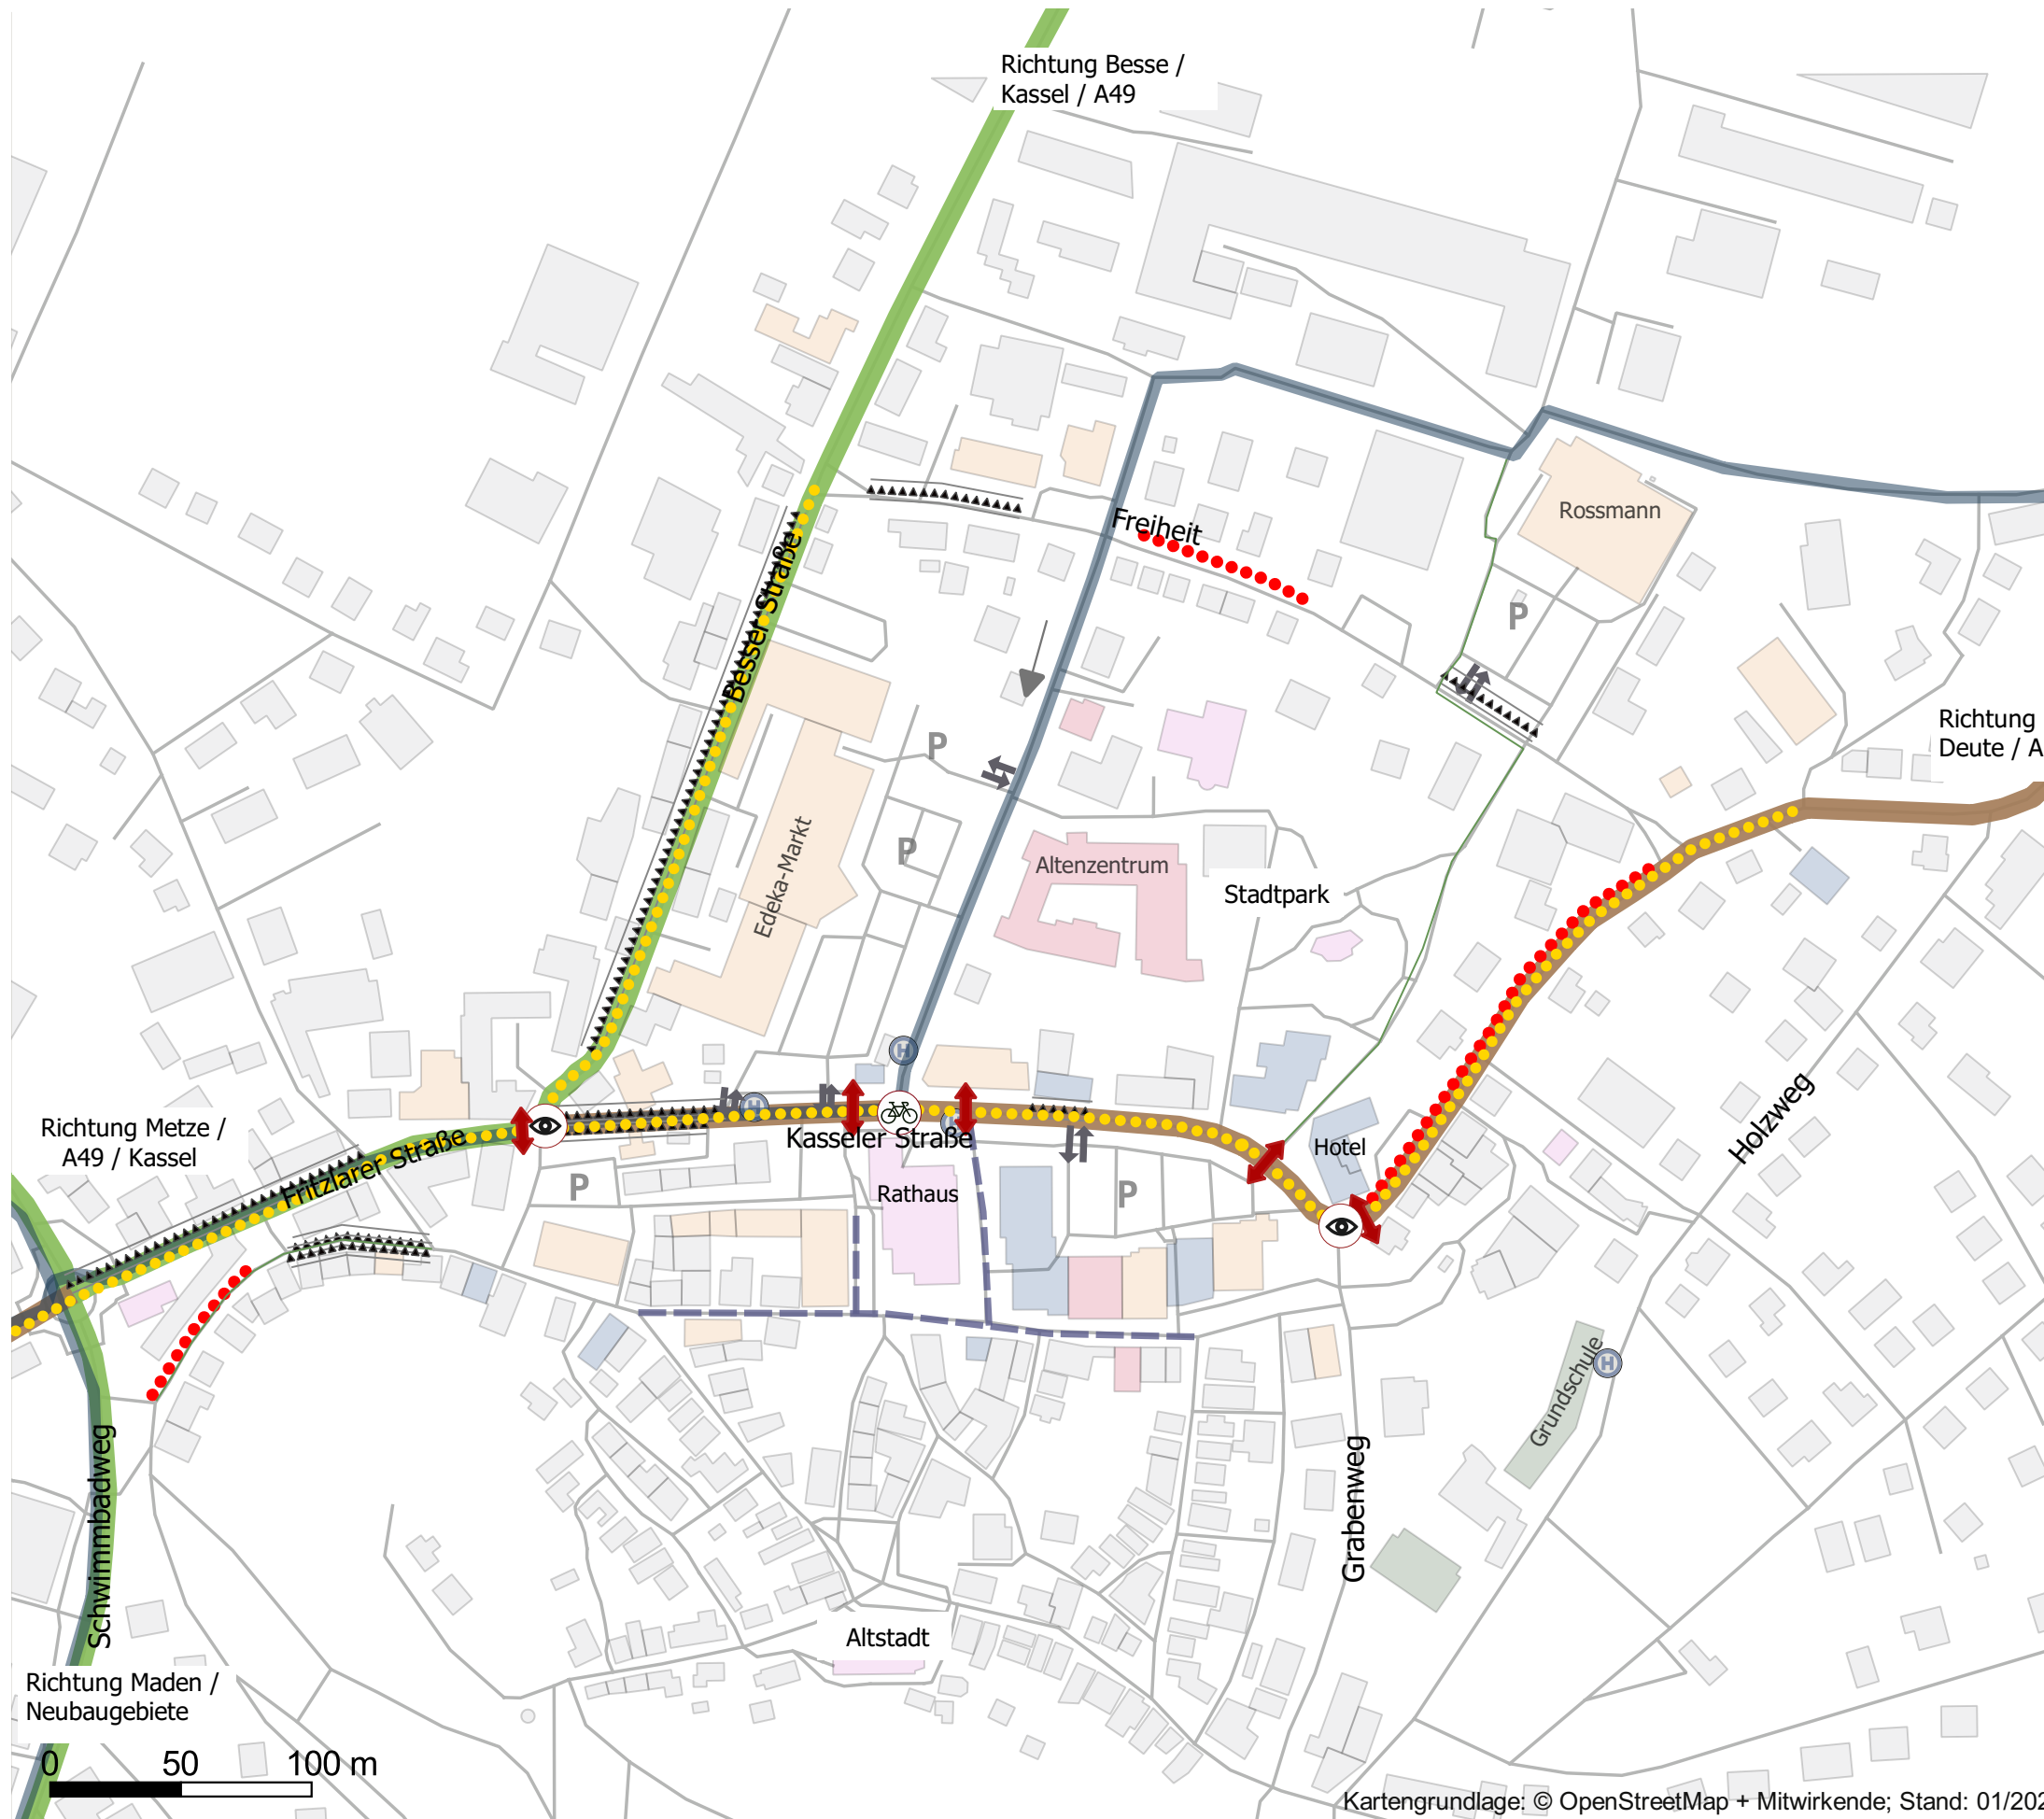 Richtung Besse /
Kassel / A49
Rossmann
Freiheit
P
Besser Straße
Richtung
Deute / A
P
Edeka-Markt
P
Altenzentrum
Stadtpark
H
Holzweg
H
Richtung Metze /
A49 / Kassel
Fritzlarer Straße
Kasseler Straße
Hotel
P
Rathaus
P
Grundschule
H
Schwimmbadweg
Grabenweg
Altstadt
Richtung Maden /
Neubaugebiete
0 50 100 m
Kartengrundlage: © OpenStreetMap + Mitwirkende; Stand: 01/20